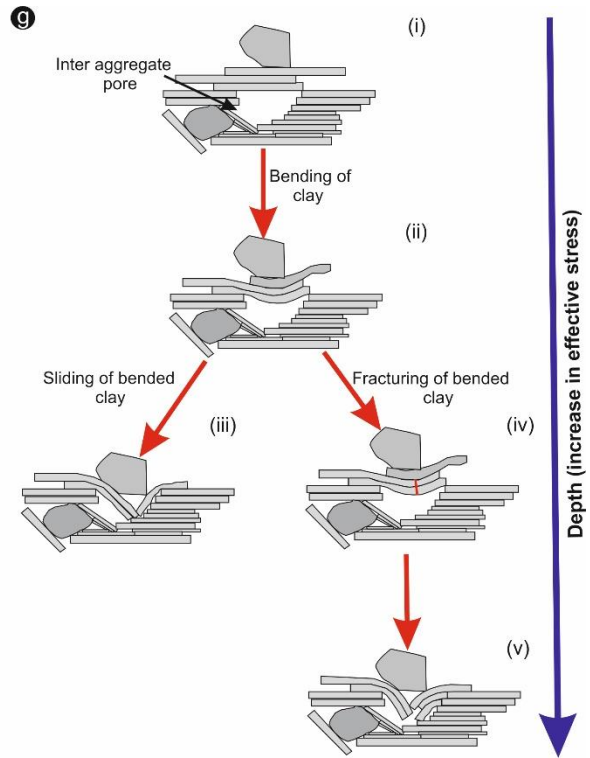 g
(i)
Inter aggregate
pore
Bending of
clay
(ii)
Sliding of bended
clay
Fracturing of bended
clay
(iii)
(iv)
(v)
Depth (increase in effective stress)